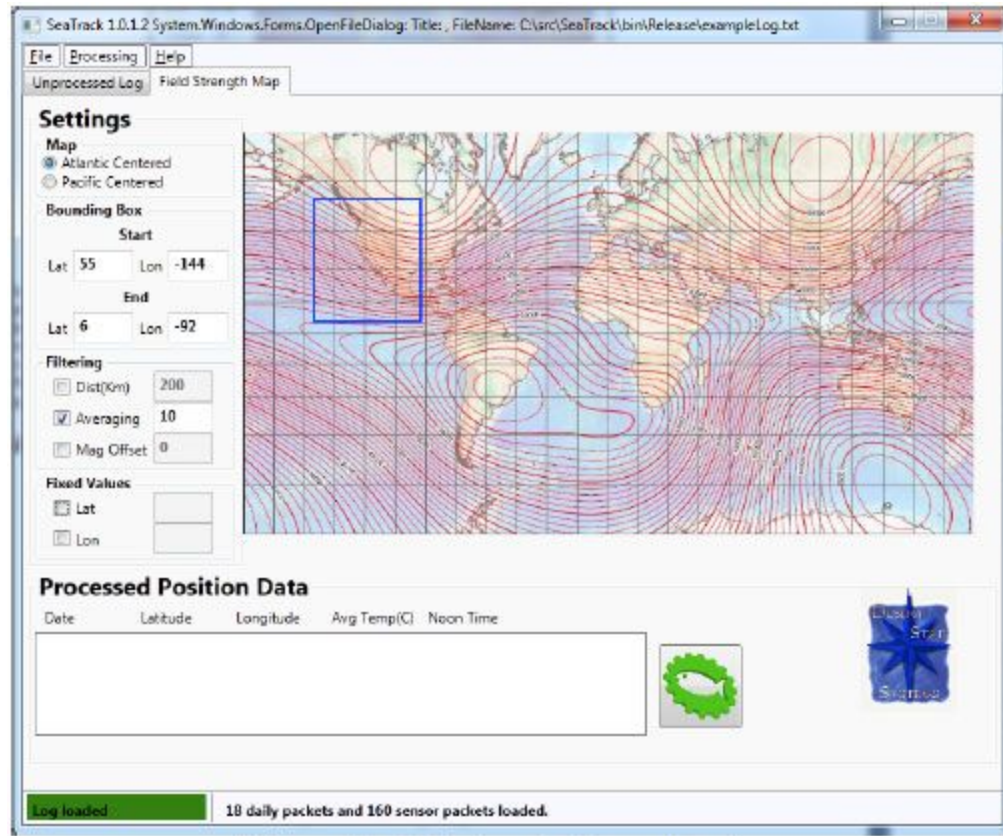 SeaTrack 1.0.1.2 System.Windows.Forms.OpenFileDialog: Title: , FileName: C:\src\SeaTrack\bin\Release\exampleLog.txt
File Processing Help
Unprocessed Log Field Strength Map
Settings
Map
Atlantic Centered
Pacific Centered
Bounding Box
Start
Lat 55 Lon -144
End
Lat 6 Lon -92
Filtering
Dist(Km) 200
Averaging 10
Mag Offset 0
Fixed Values
Lat
Lon
Processed Position Data
Date Latitude Longitude Avg Temp(C) Noon Time
Star
Log loaded 18 daily packets and 160 sensor packets loaded.